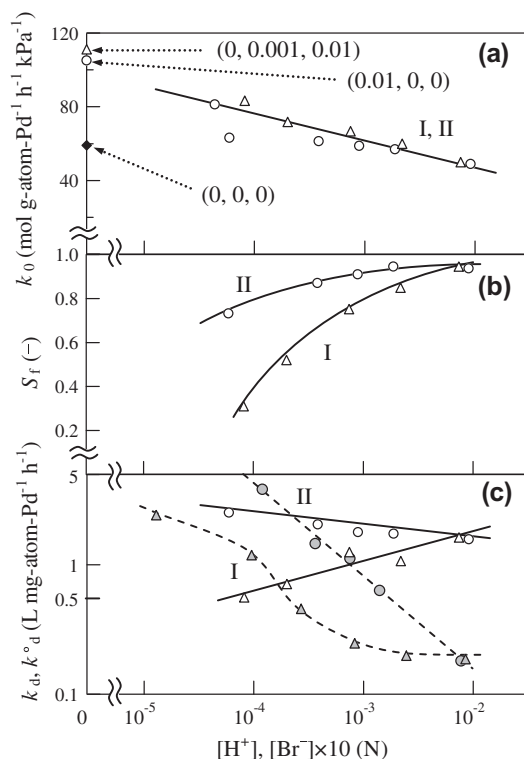 120
(a)
(0, 0.001, 0.01)
(0.01, 0, 0)
80
I, II
40
(0, 0, 0)
k₀ (mol g-atom-Pd⁻¹ h⁻¹ kPa⁻¹)
1.0
(b)
II
0.8
0.6
I
0.4
0.2
S_f (–)
5
(c)
II
I
1
0.5
0.1
k_d, k°_d (L mg-atom-Pd⁻¹ h⁻¹)
0 10⁻⁵ 10⁻⁴ 10⁻³ 10⁻²
[H⁺], [Br⁻]×10 (N)